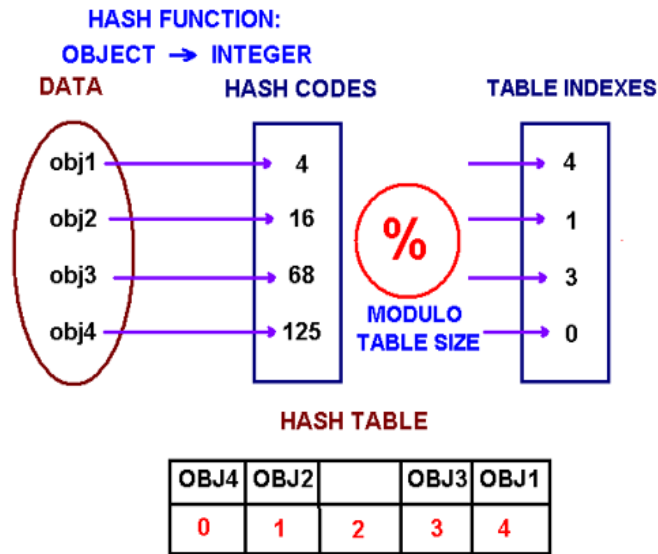 HASH FUNCTION:
OBJECT → INTEGER
DATA HASH CODES TABLE INDEXES
obj1 4 4
obj2 16 1
%
obj3 68 3
MODULO
obj4 125 TABLE SIZE 0
HASH TABLE
OBJ4 OBJ2 OBJ3 OBJ1
0 1 2 3 4